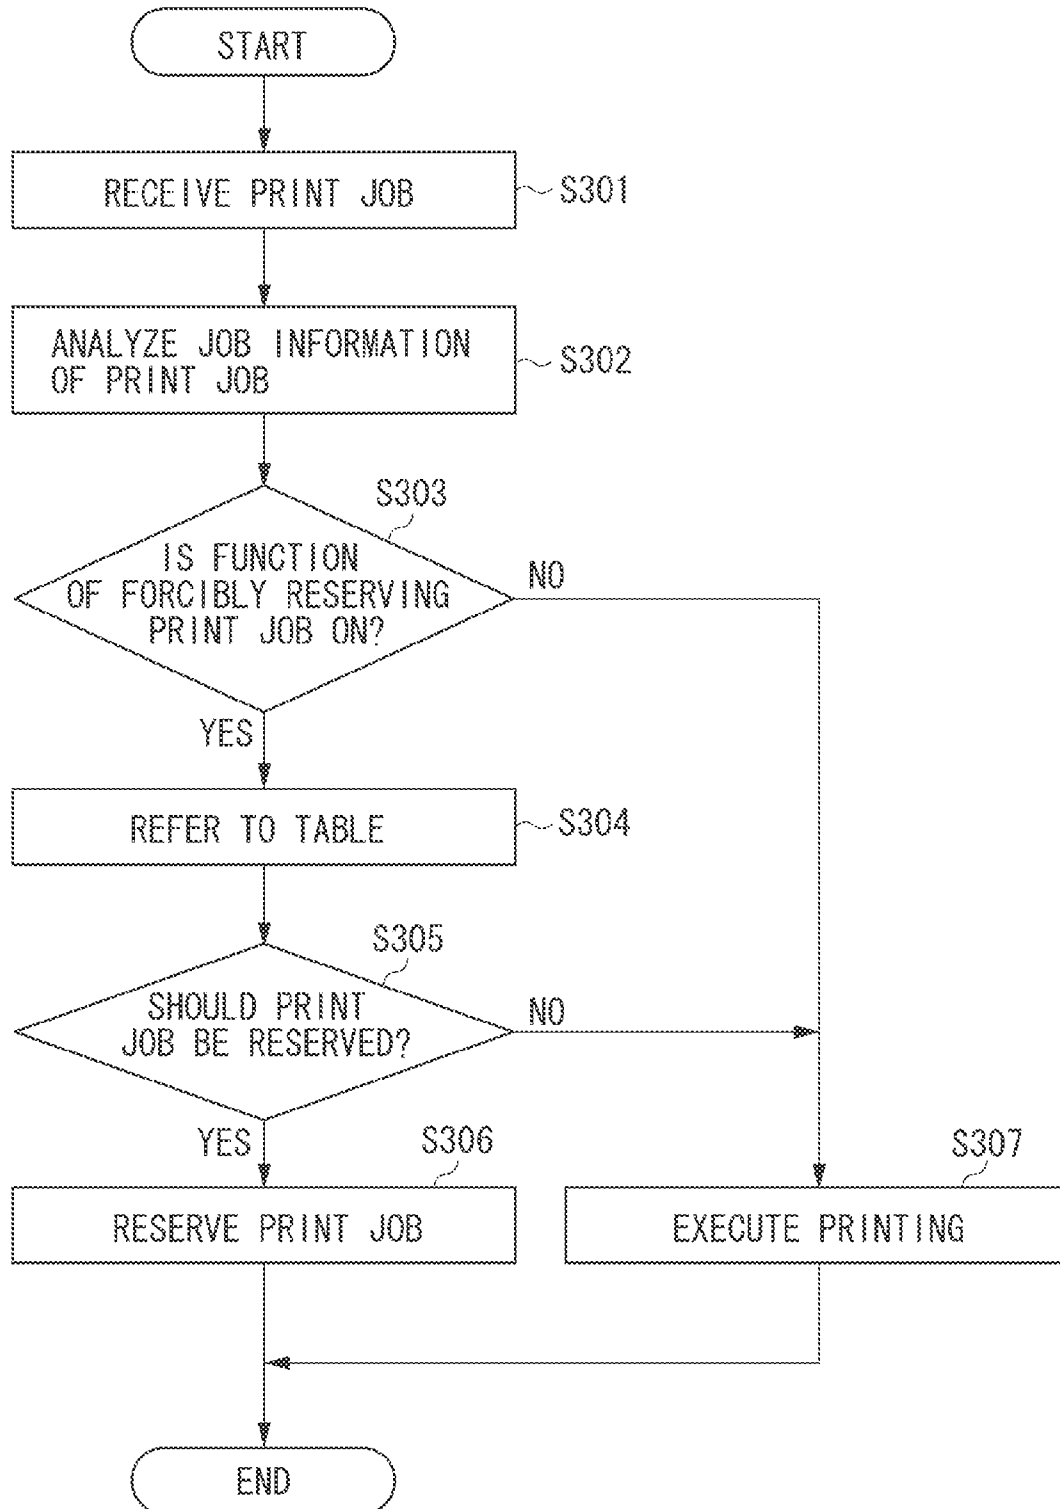 START
RECEIVE PRINT JOB
S301
ANALYZE JOB INFORMATION
OF PRINT JOB
S302
S303
IS FUNCTION
OF FORCIBLY RESERVING
PRINT JOB ON?
NO
YES
REFER TO TABLE
S304
S305
SHOULD PRINT
JOB BE RESERVED?
NO
YES
S306
RESERVE PRINT JOB
S307
EXECUTE PRINTING
END